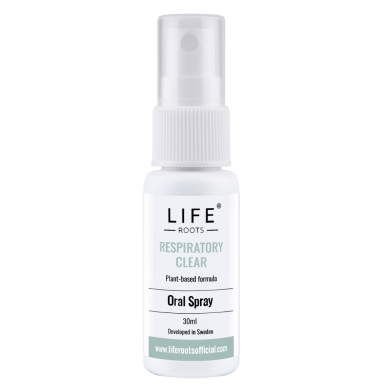 LIFE®
ROOTS
RESPIRATORY
CLEAR
Plant-based formula
Oral Spray
30ml
Developed in Sweden
www.liferootsofficial.com